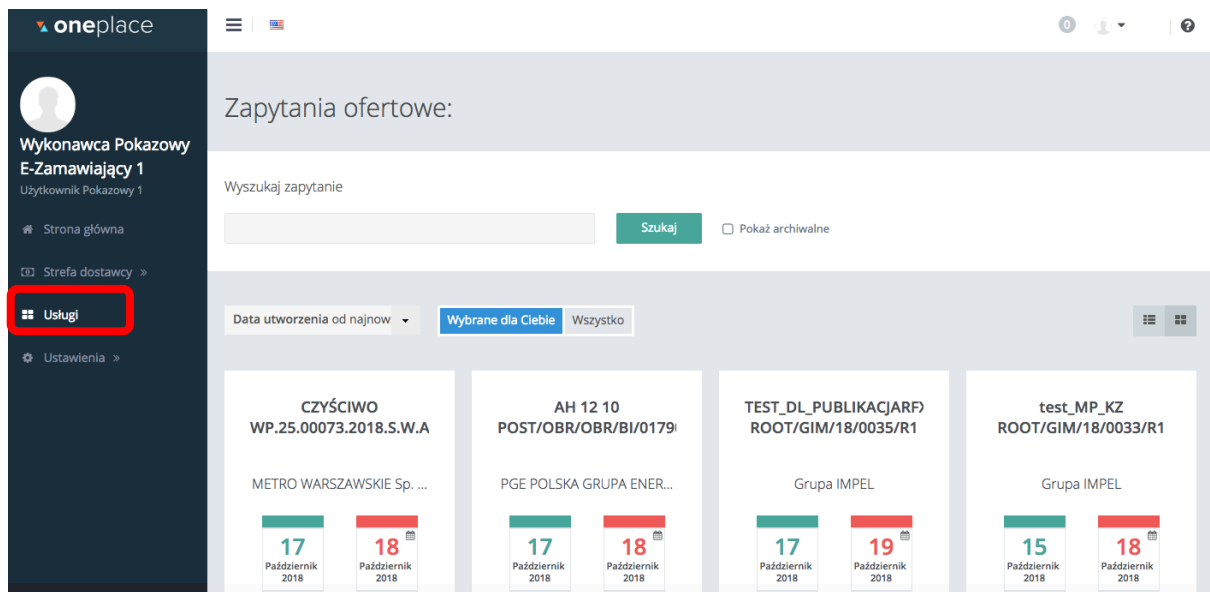 oneplace
0
Wykonawca Pokazowy
E-Zamawiający 1
Użytkownik Pokazowy 1
Strona główna
Strefa dostawcy »
Usługi
Ustawienia »
Zapytania ofertowe:
Wyszukaj zapytanie
Szukaj
Pokaż archiwalne
Data utworzenia od najnow
Wybrane dla Ciebie
Wszystko
CZYŚCIWO
WP.25.00073.2018.S.W.A
METRO WARSZAWSKIE Sp. ...
17
Październik
2018
18
Październik
2018
AH 12 10
POST/OBR/OBR/BI/0179
PGE POLSKA GRUPA ENER...
17
Październik
2018
18
Październik
2018
TEST_DL_PUBLIKACJARFX
ROOT/GIM/18/0035/R1
Grupa IMPEL
17
Październik
2018
19
Październik
2018
test_MP_KZ
ROOT/GIM/18/0033/R1
Grupa IMPEL
15
Październik
2018
18
Październik
2018